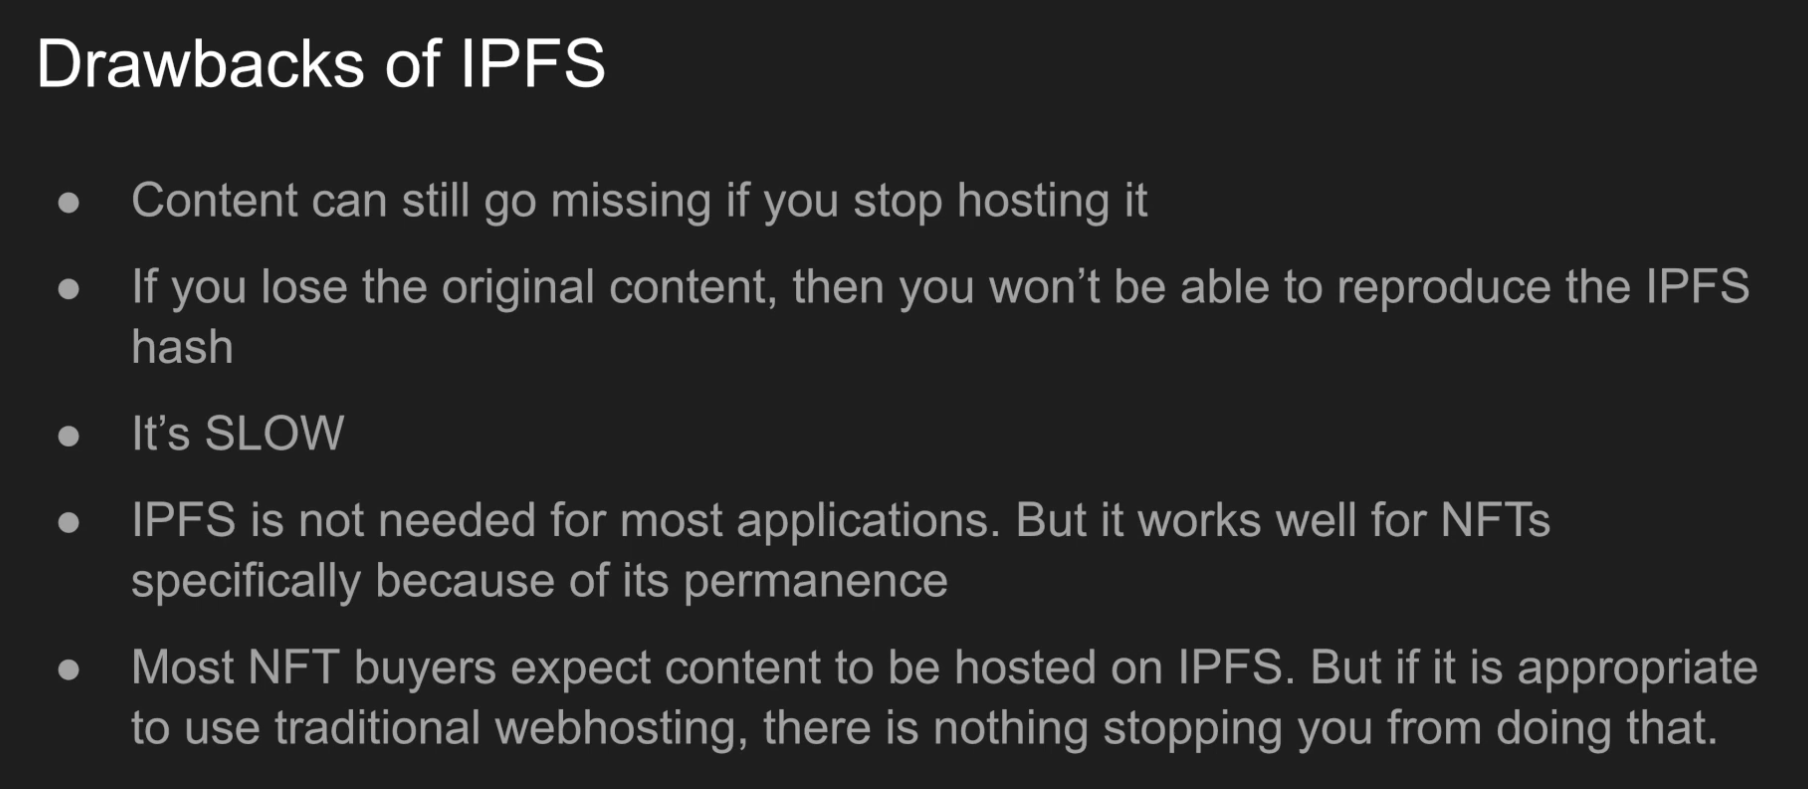 Drawbacks of IPFS
● Content can still go missing if you stop hosting it
● If you lose the original content, then you won’t be able to reproduce the IPFS
hash
● It’s SLOW
● IPFS is not needed for most applications. But it works well for NFTs
specifically because of its permanence
● Most NFT buyers expect content to be hosted on IPFS. But if it is appropriate
to use traditional webhosting, there is nothing stopping you from doing that.